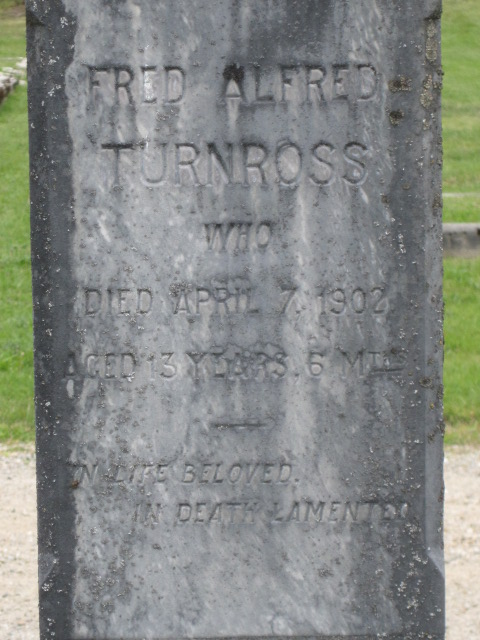 FRED ALFRED
TURNROSS
WHO
DIED APRIL 7, 1902,
AGED 13 YEARS, 6 MTHS
IN LIFE BELOVED.
IN DEATH LAMENTED